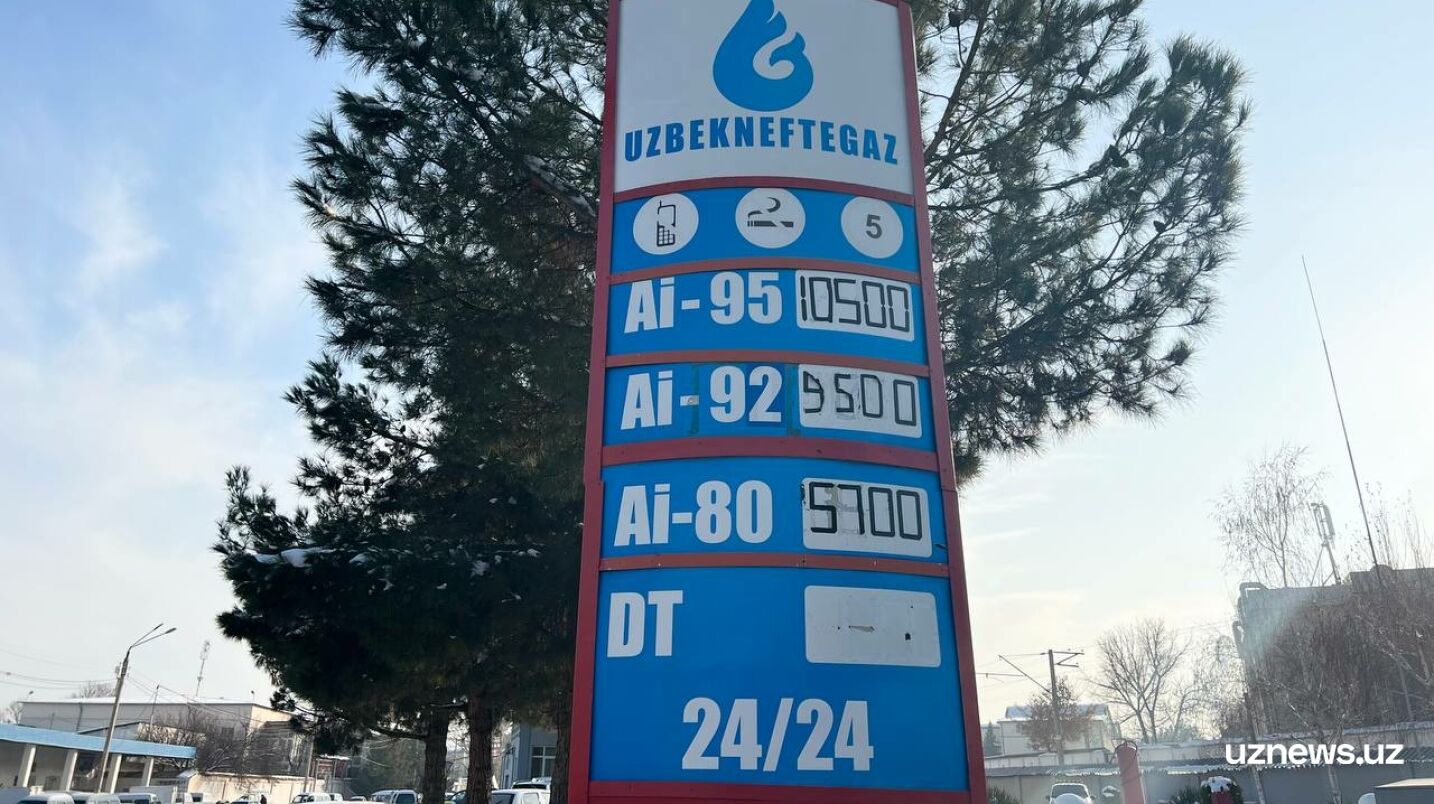 UZBEKNEFTEGAZ
5
Ai-95 10500
Ai-92 9500
Ai-80 5700
DT
24/24
uznews.uz